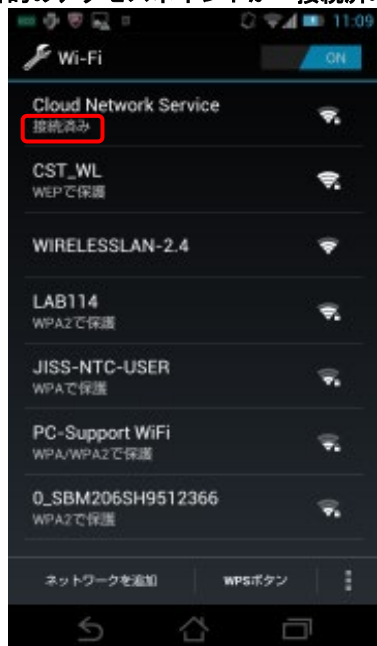 11:09
Wi-Fi
ON
Cloud Network Service
接続済み
CST_WL
WEPで保護
WIRELESSLAN-2.4
LAB114
WPA2で保護
JISS-NTC-USER
WPAで保護
PC-Support WiFi
WPA/WPA2で保護
0_SBM206SH9512366
WPA2で保護
ネットワークを追加 WPSボタン